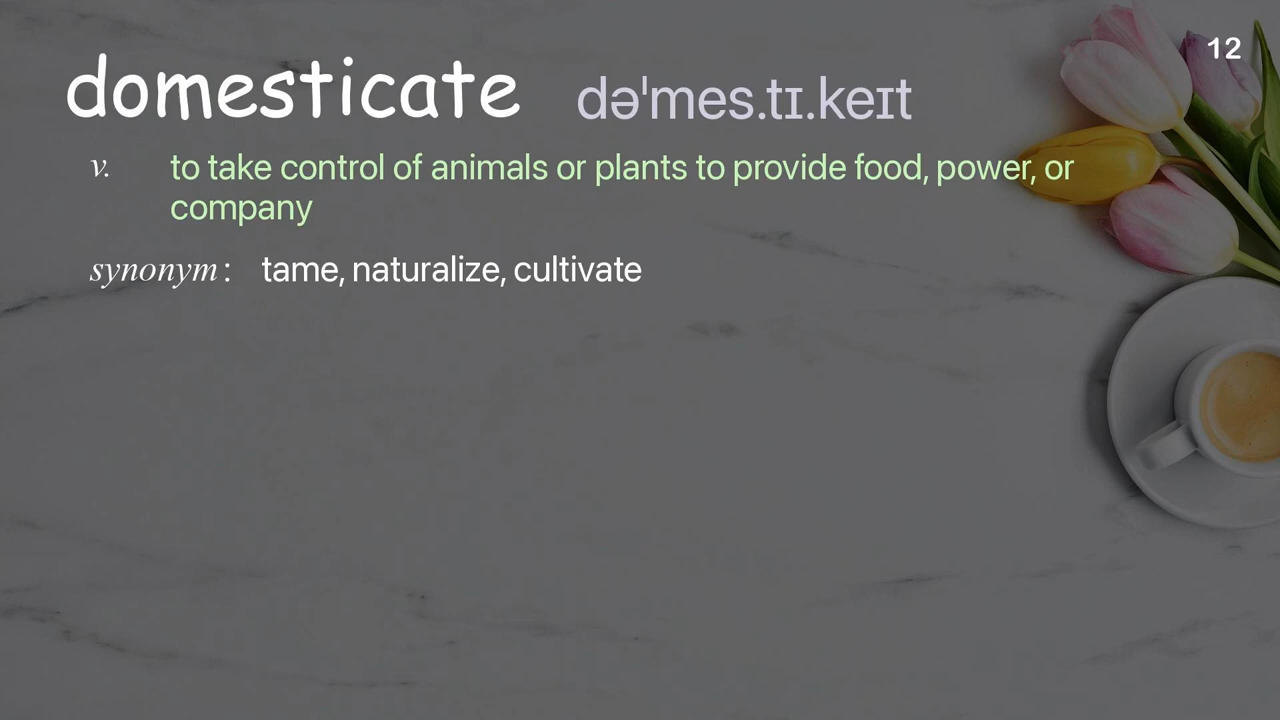 12
domesticate dəˈmes.tɪ.keɪt
v. to take control of animals or plants to provide food, power, or
company
synonym: tame, naturalize, cultivate